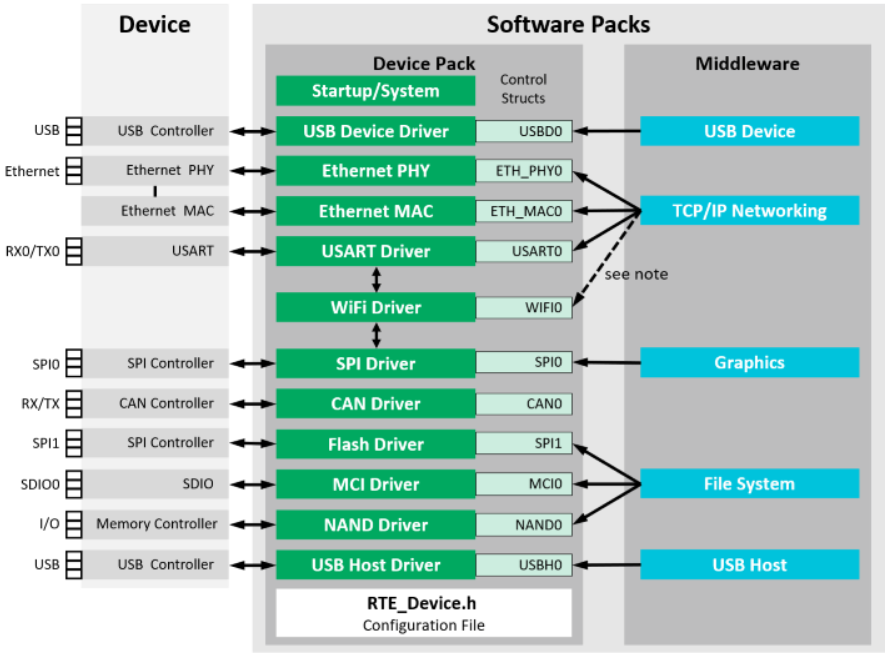 Device
Software Packs
Device Pack
Control
Structs
Middleware
Startup/System
USB
USB Controller
USB Device Driver
USBD0
USB Device
Ethernet
Ethernet PHY
Ethernet PHY
ETH_PHY0
Ethernet MAC
Ethernet MAC
ETH_MAC0
TCP/IP Networking
RX0/TX0
USART
USART Driver
USART0
see note
WiFi Driver
WIFI0
SPI0
SPI Controller
SPI Driver
SPI0
Graphics
RX/TX
CAN Controller
CAN Driver
CAN0
SPI1
SPI Controller
Flash Driver
SPI1
SDIO0
SDIO
MCI Driver
MCI0
File System
I/O
Memory Controller
NAND Driver
NAND0
USB
USB Controller
USB Host Driver
USBH0
USB Host
RTE_Device.h
Configuration File